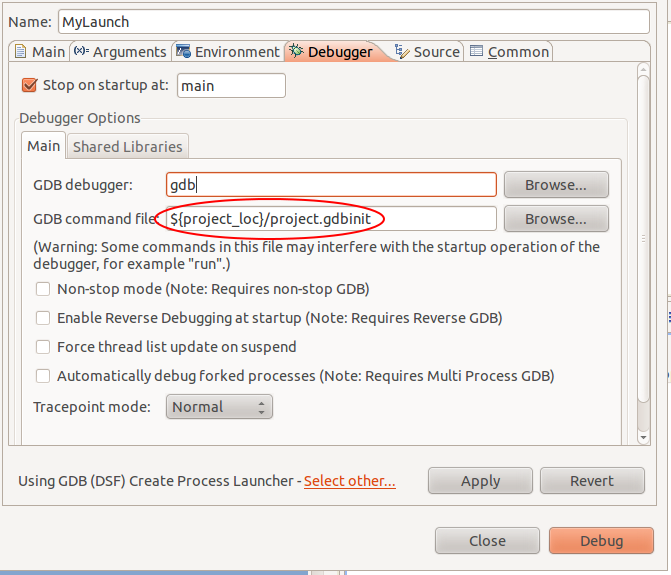 Name: MyLaunch
Main (x)= Arguments Environment Debugger Source Common
Stop on startup at: main
Debugger Options
Main Shared Libraries
GDB debugger: gdb Browse...
GDB command file: ${project_loc}/project.gdbinit Browse...
(Warning: Some commands in this file may interfere with the startup operation of the
debugger, for example "run".)
Non-stop mode (Note: Requires non-stop GDB)
Enable Reverse Debugging at startup (Note: Requires Reverse GDB)
Force thread list update on suspend
Automatically debug forked processes (Note: Requires Multi Process GDB)
Tracepoint mode: Normal
Using GDB (DSF) Create Process Launcher - Select other... Apply Revert
Close Debug